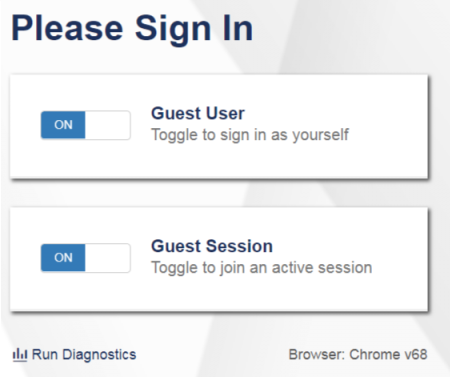 Please Sign In
ON
Guest User
Toggle to sign in as yourself
ON
Guest Session
Toggle to join an active session
Run Diagnostics
Browser: Chrome v68